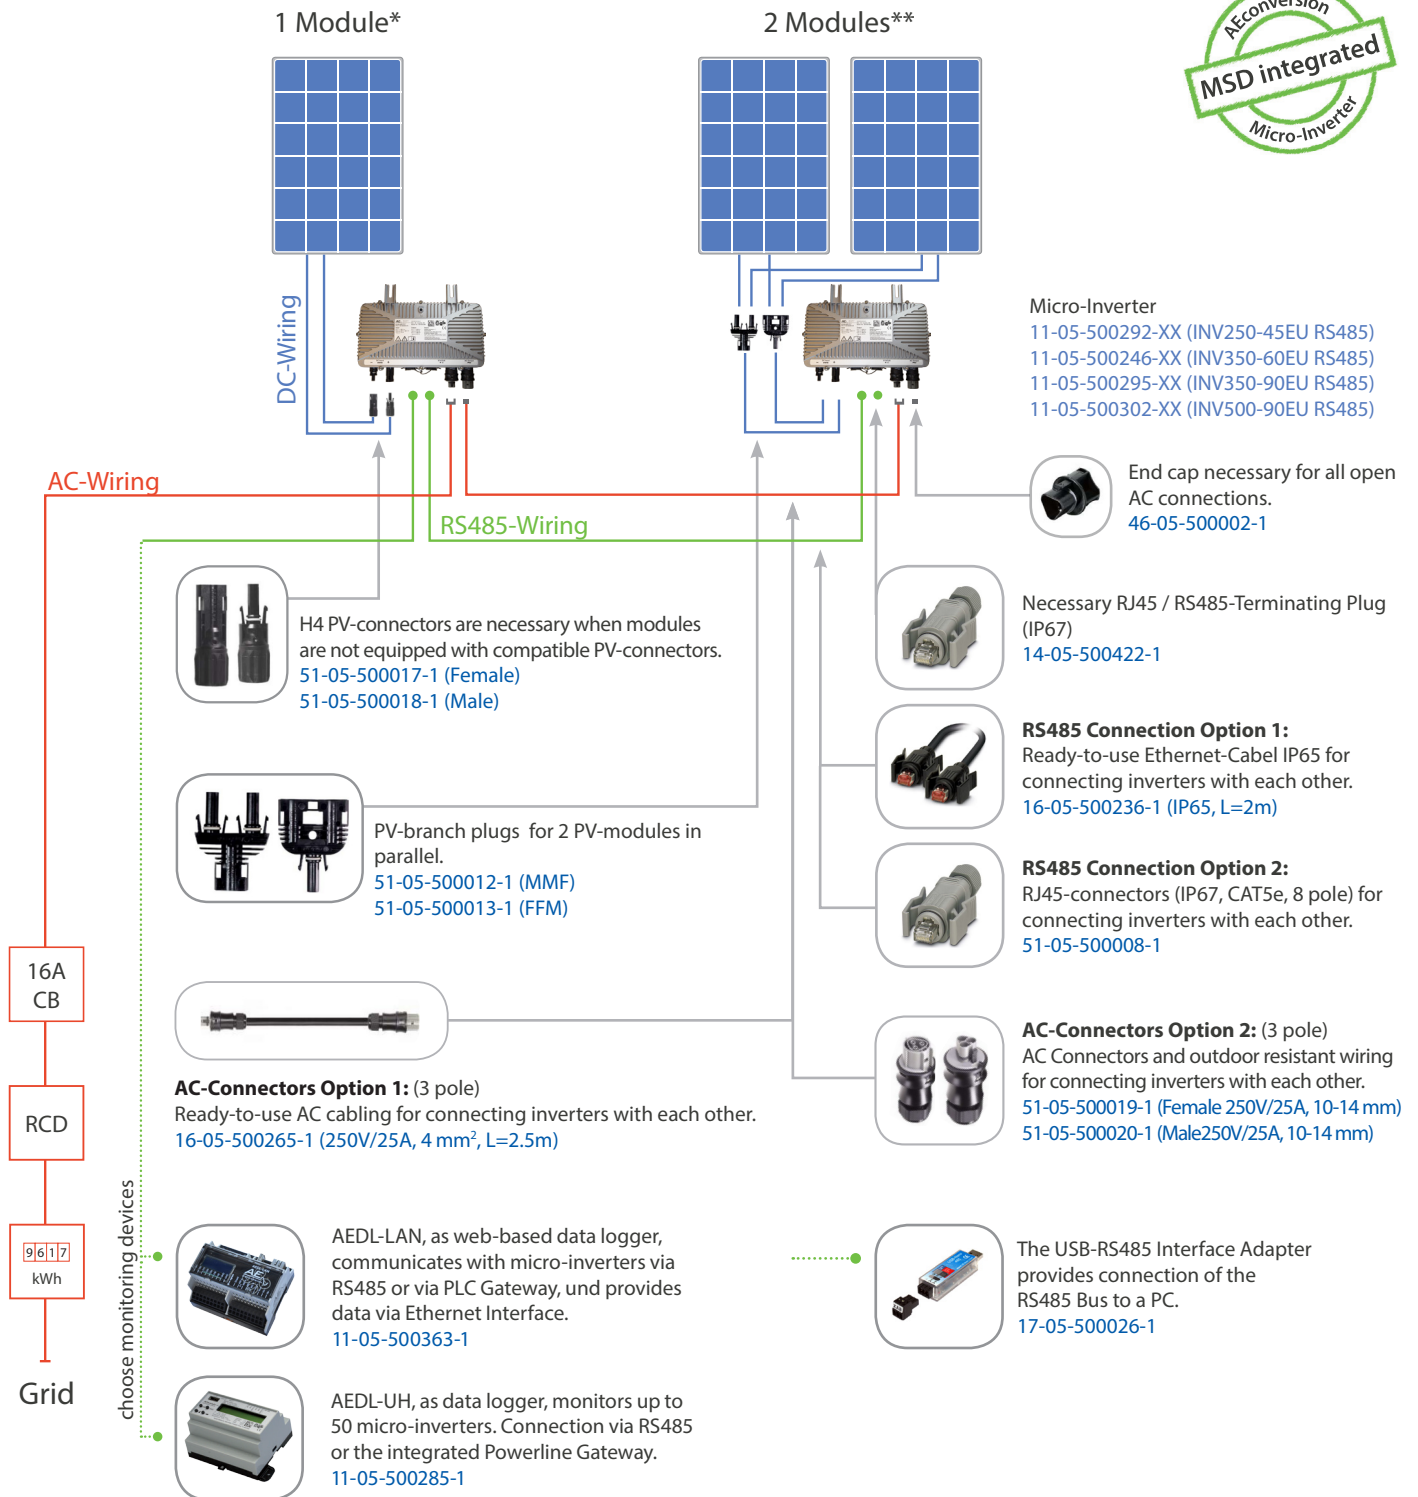 1 Module*
2 Modules**
AEconversion
MSD integrated
Micro-Inverter
DC-Wiring
Micro-Inverter
11-05-500292-XX (INV250-45EU RS485)
11-05-500246-XX (INV350-60EU RS485)
11-05-500295-XX (INV350-90EU RS485)
11-05-500302-XX (INV500-90EU RS485)
AC-Wiring
RS485-Wiring
End cap necessary for all open
AC connections.
46-05-500002-1
H4 PV-connectors are necessary when modules
are not equipped with compatible PV-connectors.
51-05-500017-1 (Female)
51-05-500018-1 (Male)
Necessary RJ45 / RS485-Terminating Plug
(IP67)
14-05-500422-1
RS485 Connection Option 1:
Ready-to-use Ethernet-Cabel IP65 for
connecting inverters with each other.
16-05-500236-1 (IP65, L=2m)
PV-branch plugs for 2 PV-modules in
parallel.
51-05-500012-1 (MMF)
51-05-500013-1 (FFM)
RS485 Connection Option 2:
RJ45-connectors (IP67, CAT5e, 8 pole) for
connecting inverters with each other.
51-05-500008-1
16A
CB
RCD
9617
kWh
Grid
AC-Connectors Option 1: (3 pole)
Ready-to-use AC cabling for connecting inverters with each other.
16-05-500265-1 (250V/25A, 4 mm², L=2.5m)
AC-Connectors Option 2: (3 pole)
AC Connectors and outdoor resistant wiring
for connecting inverters with each other.
51-05-500019-1 (Female 250V/25A, 10-14 mm)
51-05-500020-1 (Male250V/25A, 10-14 mm)
choose monitoring devices
AEDL-LAN, as web-based data logger,
communicates with micro-inverters via
RS485 or via PLC Gateway, und provides
data via Ethernet Interface.
11-05-500363-1
The USB-RS485 Interface Adapter
provides connection of the
RS485 Bus to a PC.
17-05-500026-1
AEDL-UH, as data logger, monitors up to
50 micro-inverters. Connection via RS485
or the integrated Powerline Gateway.
11-05-500285-1